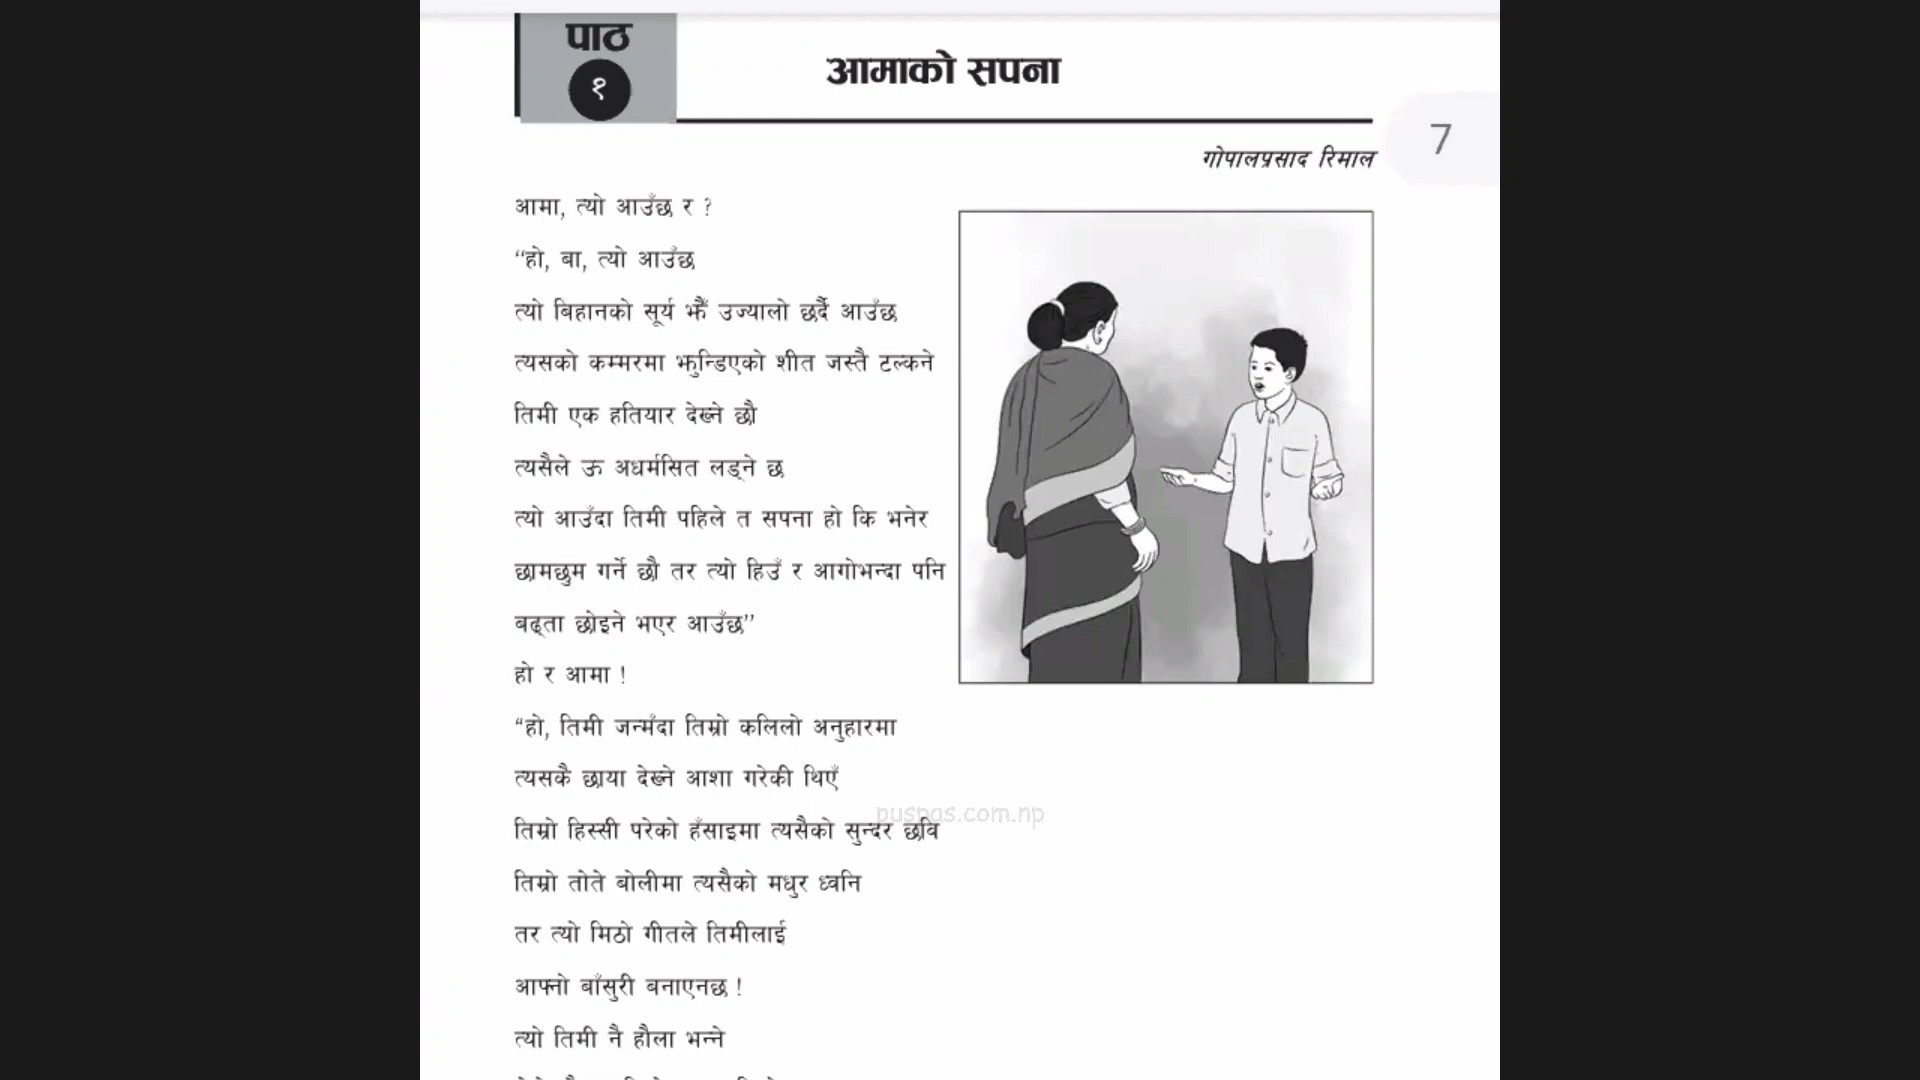 पाठ
१
आमाको सपना
7
गोपालप्रसाद रिमाल
आमा, त्यो आउँछ र ?
“हो, बा, त्यो आउँछ
त्यो बिहानको सूर्य झैँ उज्यालो छर्दै आउँछ
त्यसको कम्मरमा झुन्डिएको शीत जस्तै टल्कने
तिमी एक हतियार देख्ने छौ
त्यसैले ऊ अधर्मसित लड्ने छ
त्यो आउँदा तिमी पहिले त सपना हो कि भनेर
छामछुम गर्ने छौ तर त्यो हिउँ र आगोभन्दा पनि
बढ्ता छोइने भएर आउँछ”
हो र आमा !
“हो, तिमी जन्मँदा तिम्रो कलिलो अनुहारमा
त्यसकै छाया देख्ने आशा गरेकी थिएँ
puspas.com.np
तिम्रो हिस्सी परेको हँसाइमा त्यसैको सुन्दर छवि
तिम्रो तोते बोलीमा त्यसैको मधुर ध्वनि
तर त्यो मिठो गीतले तिमीलाई
आफ्नो बाँसुरी बनाएनछ !
त्यो तिमी नै हौला भन्ने